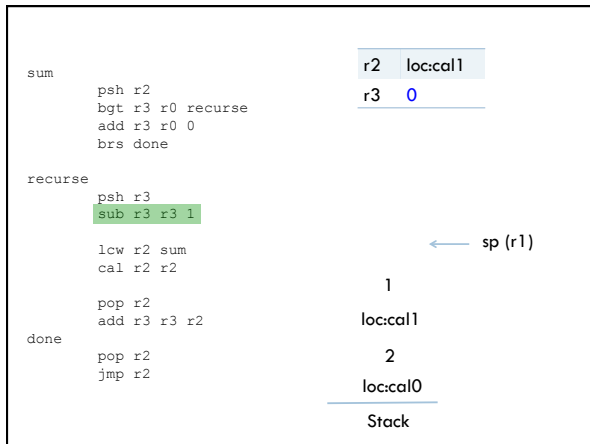 sum
psh r2
bgt r3 r0 recurse
add r3 r0 0
brs done
recurse
psh r3
sub r3 r3 1
lcw r2 sum
cal r2 r2
pop r2
add r3 r3 r2
done
pop r2
jmp r2
r2 loc:cal1
r3 0
sp (r1)
1
loc:cal1
2
loc:cal0
Stack